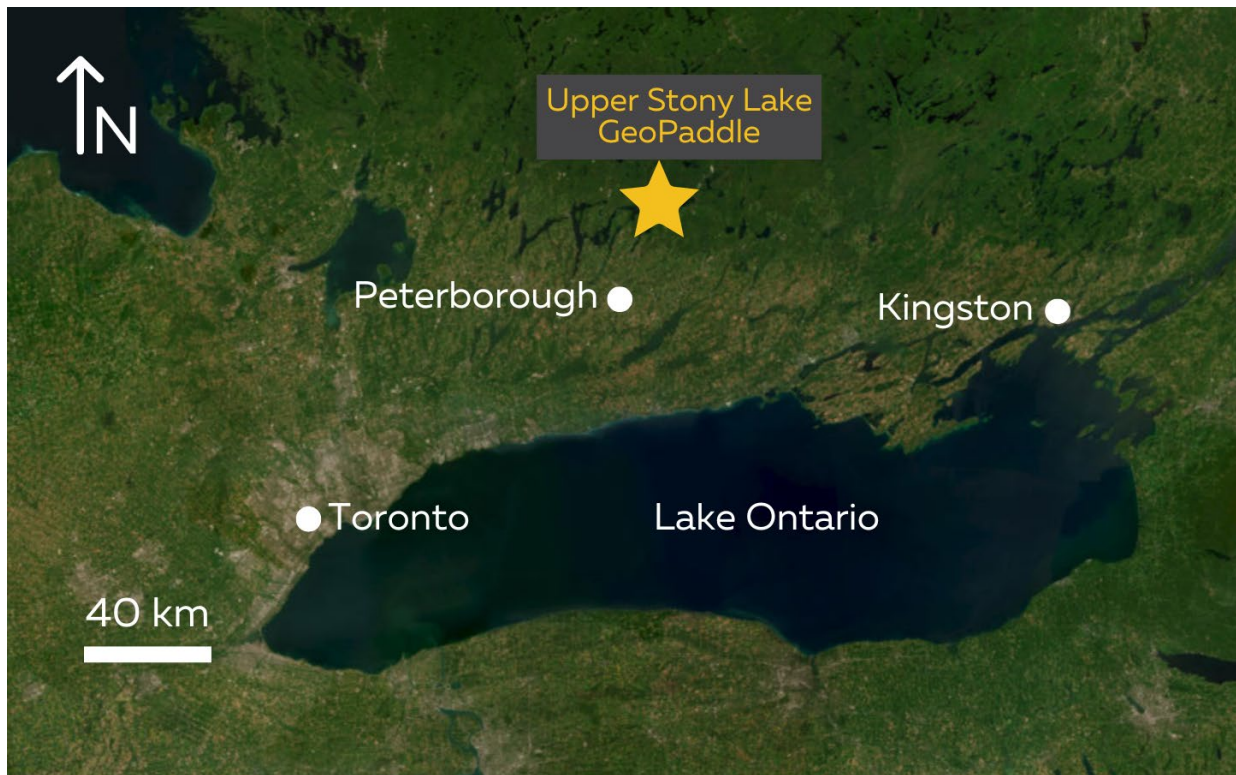 N
Upper Stony Lake
GeoPaddle
Peterborough
Kingston
Toronto
Lake Ontario
40 km